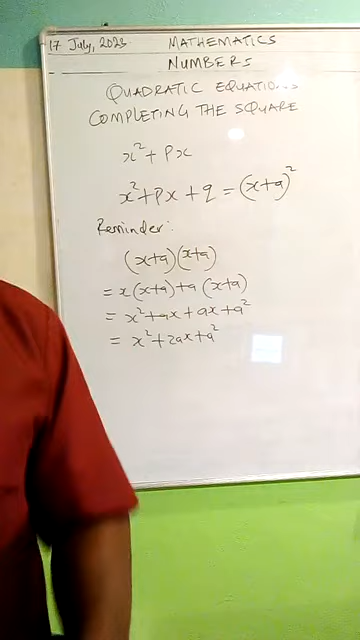 17 July, 2023 MATHEMATICS
NUMBERS
QUADRATIC EQUATIONS
COMPLETING THE SQUARE
x² + px
x² + px + q = (x+a)²
Reminder:
(x+a)(x+a)
= x(x+a)+a(x+a)
= x²+ax+ax+a²
= x²+2ax+a²